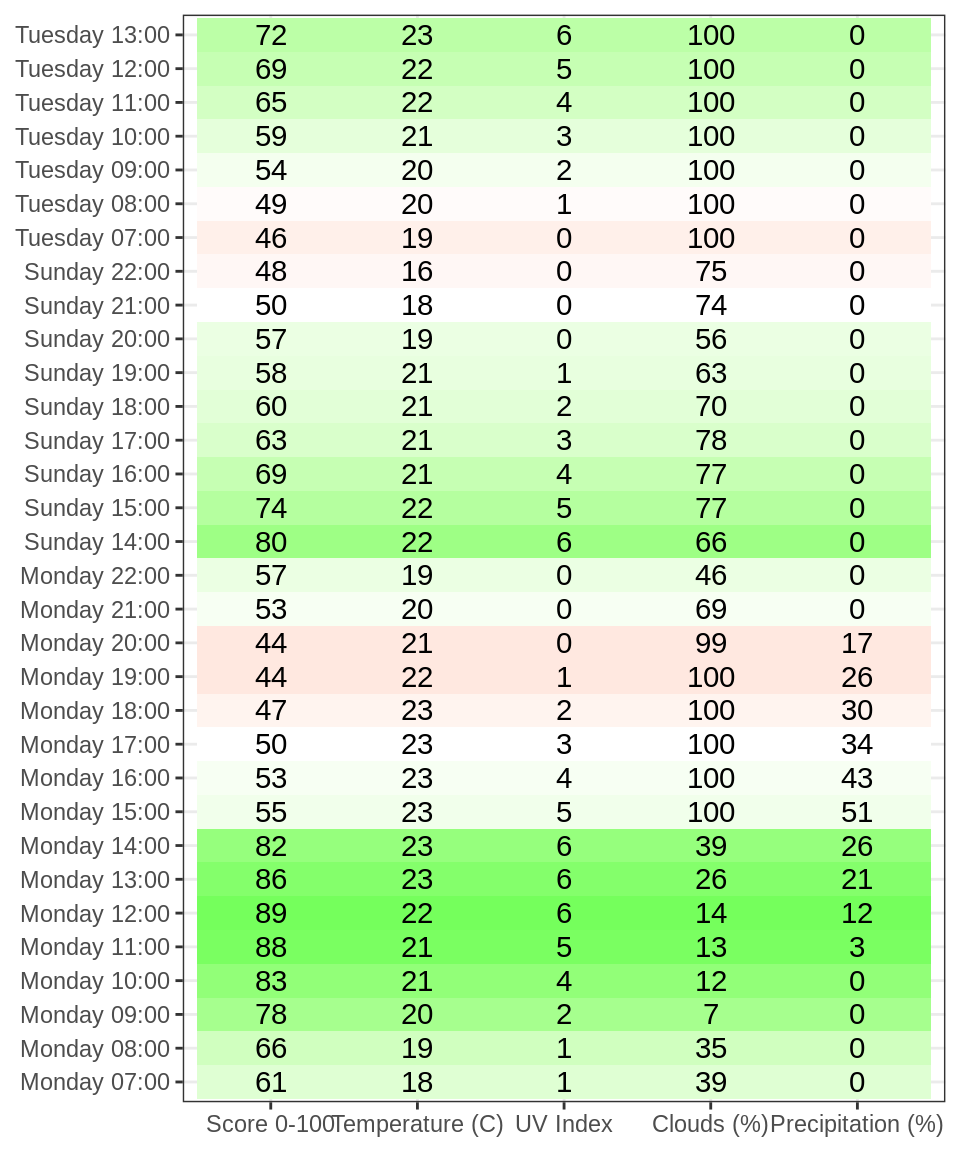 Tuesday 13:00 72 23 6 100 0
Tuesday 12:00 69 22 5 100 0
Tuesday 11:00 65 22 4 100 0
Tuesday 10:00 59 21 3 100 0
Tuesday 09:00 54 20 2 100 0
Tuesday 08:00 49 20 1 100 0
Tuesday 07:00 46 19 0 100 0
Sunday 22:00 48 16 0 75 0
Sunday 21:00 50 18 0 74 0
Sunday 20:00 57 19 0 56 0
Sunday 19:00 58 21 1 63 0
Sunday 18:00 60 21 2 70 0
Sunday 17:00 63 21 3 78 0
Sunday 16:00 69 21 4 77 0
Sunday 15:00 74 22 5 77 0
Sunday 14:00 80 22 6 66 0
Monday 22:00 57 19 0 46 0
Monday 21:00 53 20 0 69 0
Monday 20:00 44 21 0 99 17
Monday 19:00 44 22 1 100 26
Monday 18:00 47 23 2 100 30
Monday 17:00 50 23 3 100 34
Monday 16:00 53 23 4 100 43
Monday 15:00 55 23 5 100 51
Monday 14:00 82 23 6 39 26
Monday 13:00 86 23 6 26 21
Monday 12:00 89 22 6 14 12
Monday 11:00 88 21 5 13 3
Monday 10:00 83 21 4 12 0
Monday 09:00 78 20 2 7 0
Monday 08:00 66 19 1 35 0
Monday 07:00 61 18 1 39 0
Score 0-100 Temperature (C) UV Index Clouds (%) Precipitation (%)